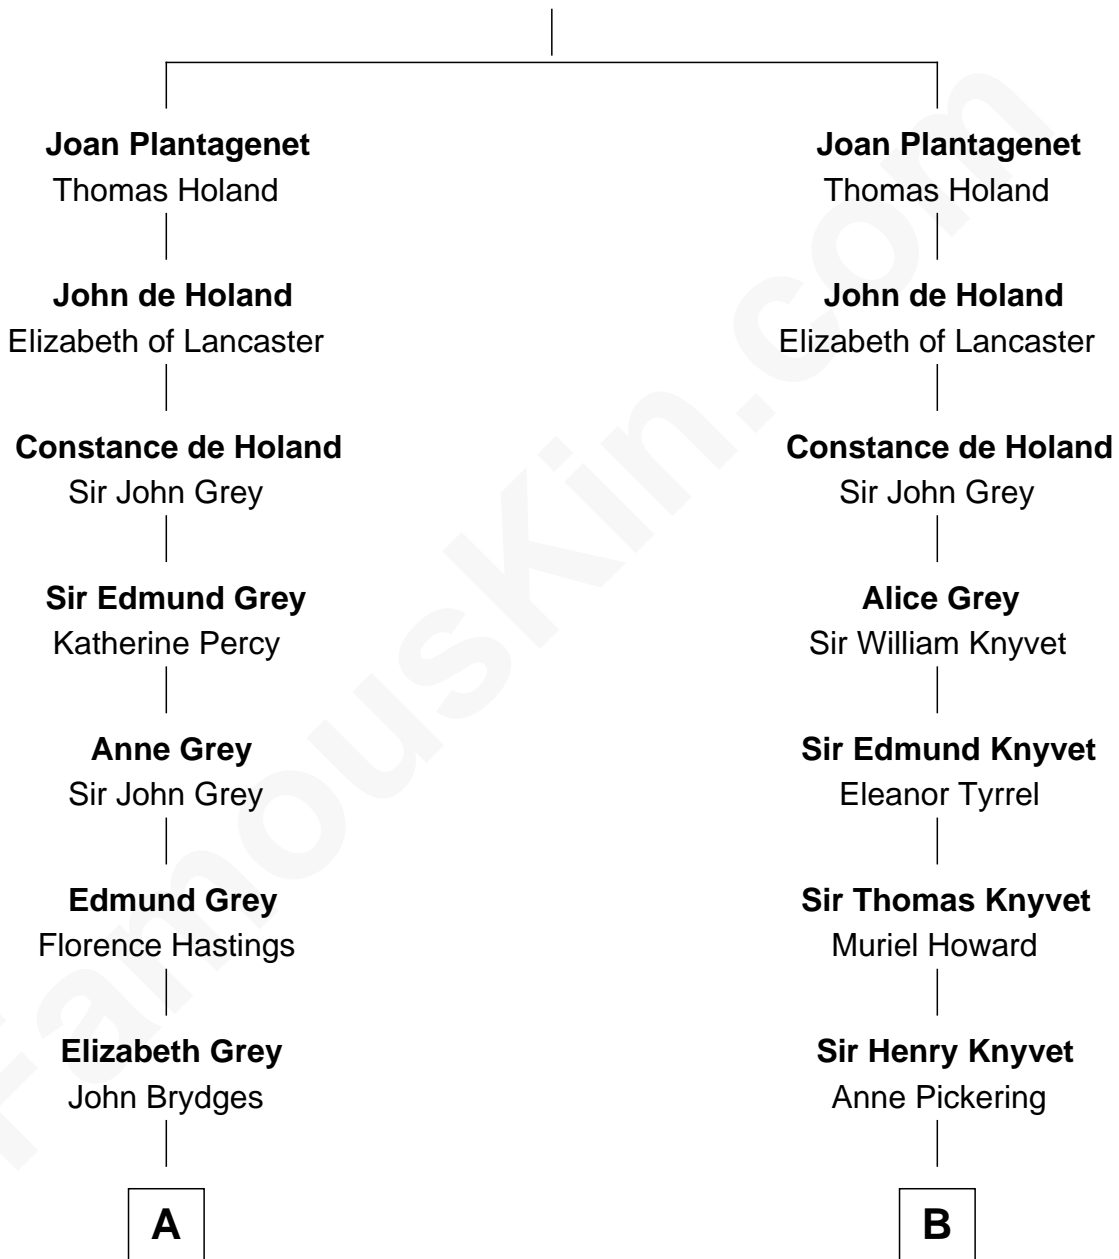 Joan Plantagenet
Thomas Holand
John de Holand
Elizabeth of Lancaster
Constance de Holand
Sir John Grey
Sir Edmund Grey
Katherine Percy
Anne Grey
Sir John Grey
Edmund Grey
Florence Hastings
Elizabeth Grey
John Brydges
A
Joan Plantagenet
Thomas Holand
John de Holand
Elizabeth of Lancaster
Constance de Holand
Sir John Grey
Alice Grey
Sir William Knyvet
Sir Edmund Knyvet
Eleanor Tyrrel
Sir Thomas Knyvet
Muriel Howard
Sir Henry Knyvet
Anne Pickering
B
FamousKin.com